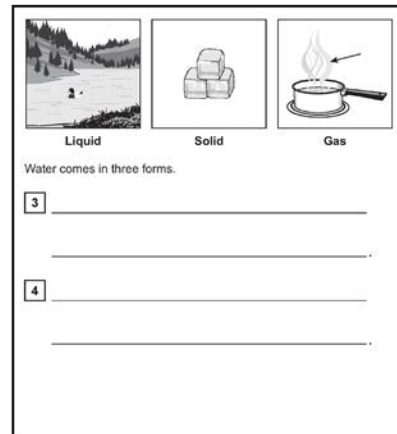 Liquid
Solid
Gas
Water comes in three forms.
3
.
4
.